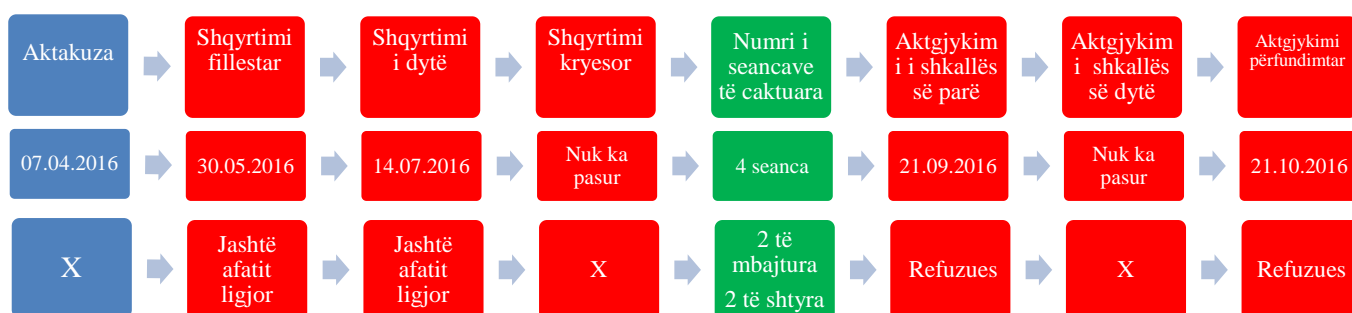 Aktakuza
Shqyrtimi
fillestar
Shqyrtimi
i dytë
Shqyrtimi
kryesor
Numri i
seancave
të caktuara
Aktgjykim
i i shkallës
së parë
Aktgjykim
i shkallës
së dytë
Aktgjykimi
përfundimtar
07.04.2016
30.05.2016
14.07.2016
Nuk ka
pasur
4 seanca
21.09.2016
Nuk ka
pasur
21.10.2016
X
Jashtë
afatit
ligjor
Jashtë
afatit
ligjor
X
2 të
mbajtura
2 të shtyra
Refuzues
X
Refuzues